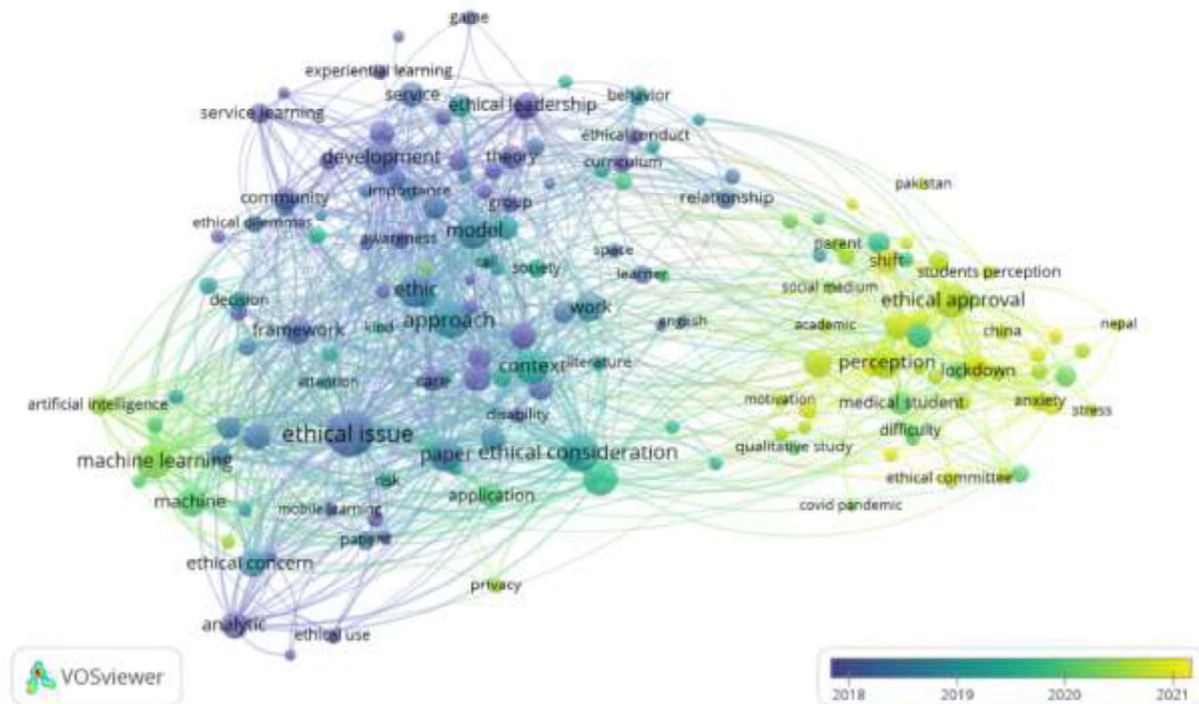 game
experiential learning
service
service learning
ethical leadership
behavior
ethical conduct
development
theory
curriculum
pakistan
community
importance
group
relationship
ethical dilemmas
awareness
model
space
parent
shift
students perception
call
society
learner
social medium
decision
ethic
work
ethical approval
framework
kind
approach
english
academic
china
nepal
context
literature
perception
lockdown
attention
care
artificial intelligence
disability
motivation
medical student
anxiety
stress
ethical issue
difficulty
machine learning
paper
ethical consideration
qualitative study
risk
ethical committee
machine
application
mobile learning
covid pandemic
patient
ethical concern
privacy
analytic
ethical use
VOSviewer
2018 2019 2020 2021